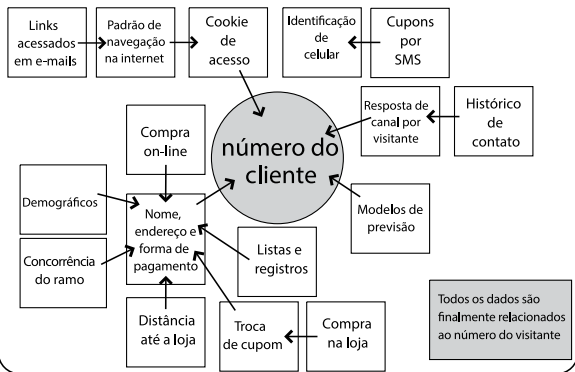 Links
acessados
em e-mails
Padrão de
navegação
na internet
Cookie
de
acesso
Identificação
de
celular
Cupons
por
SMS
Compra
on-line
número do
cliente
Resposta de
canal por
visitante
Histórico
de
contato
Demográficos
Nome,
endereço e
forma de
pagamento
Modelos de
previsão
Concorrência
do ramo
Listas e
registros
Distância
até a loja
Troca
de cupom
Compra
na loja
Todos os dados são
finalmente relacionados
ao número do visitante